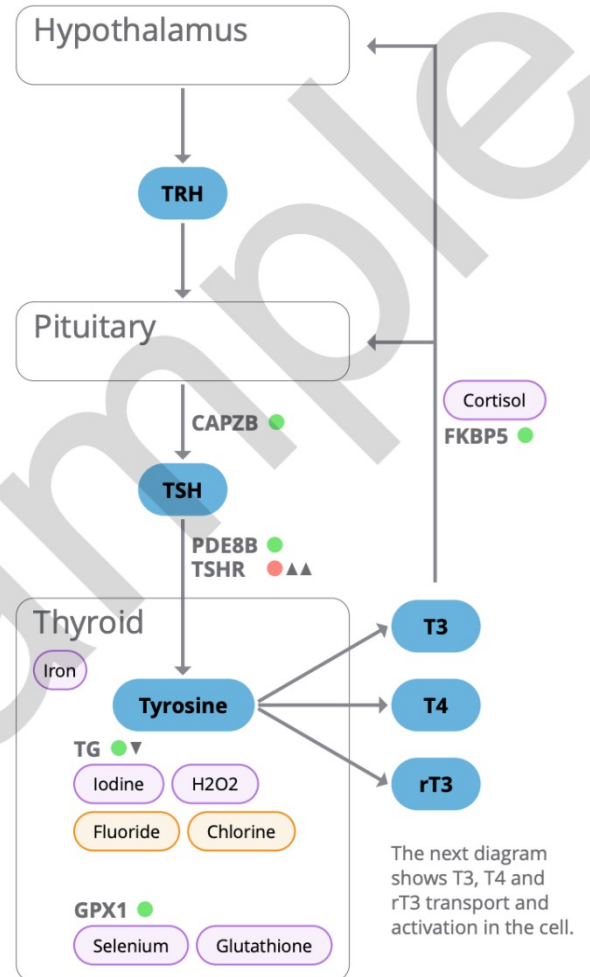 Hypothalamus
TRH
Pituitary
Cortisol
CAPZB
FKBP5
TSH
PDE8B
TSHR
Thyroid
T3
Iron
Tyrosine
T4
TG
Iodine
H2O2
rT3
Fluoride
Chlorine
The next diagram
shows T3, T4 and
rT3 transport and
activation in the cell.
GPX1
Selenium
Glutathione
ample